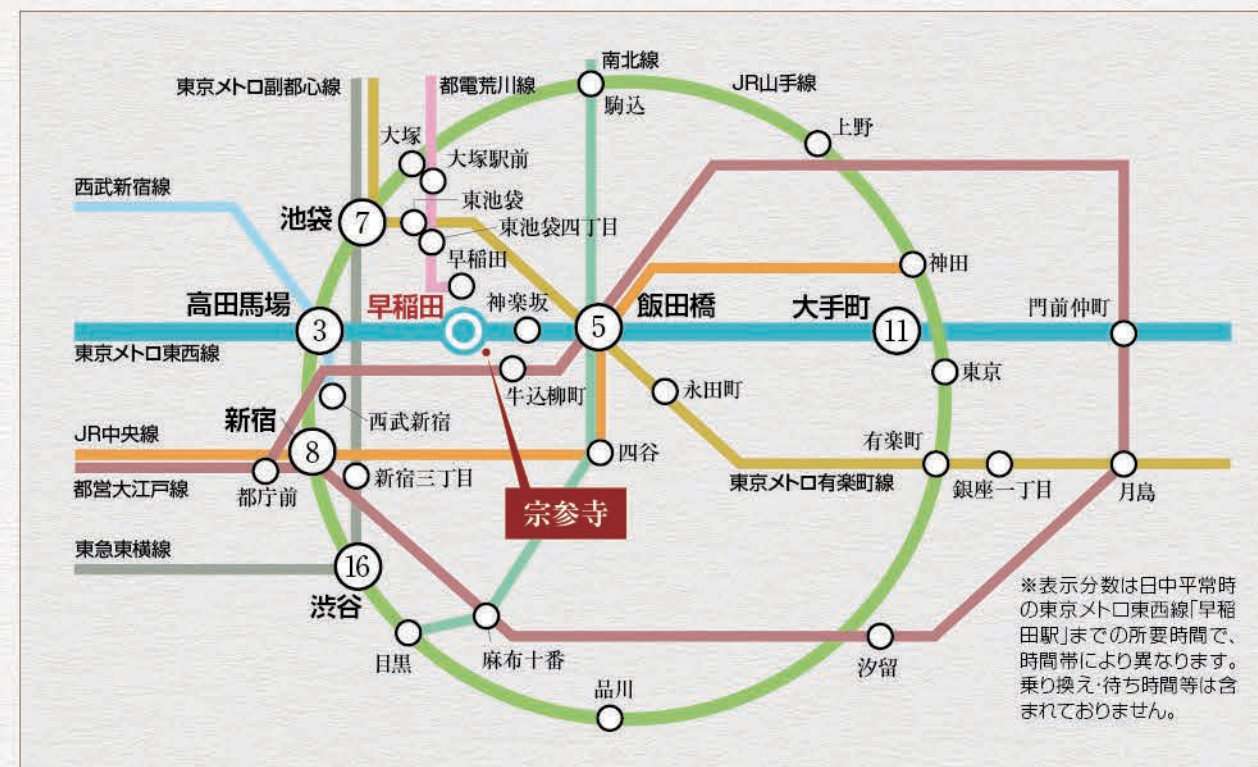 南北線
東京メトロ副都心線
都電荒川線
JR山手線
駒込
上野
大塚
大塚駅前
西武新宿線
東池袋
池袋
7
東池袋四丁目
早稲田
神田
高田馬場
早稲田
神楽坂
飯田橋
大手町
門前仲町
3
5
11
東京メトロ東西線
東京
牛込柳町
永田町
西武新宿
新宿
JR中央線
8
四谷
有楽町
都営大江戸線
都庁前
新宿三丁目
東京メトロ有楽町線
銀座一丁目
月島
宗参寺
東急東横線
16
渋谷
目黒
麻布十番
汐留
品川
※表示分数は日中平常時
の東京メトロ東西線「早稲
田駅」までの所要時間で、
時間帯により異なります。
乗り換え・待ち時間等は含
まれておりません。